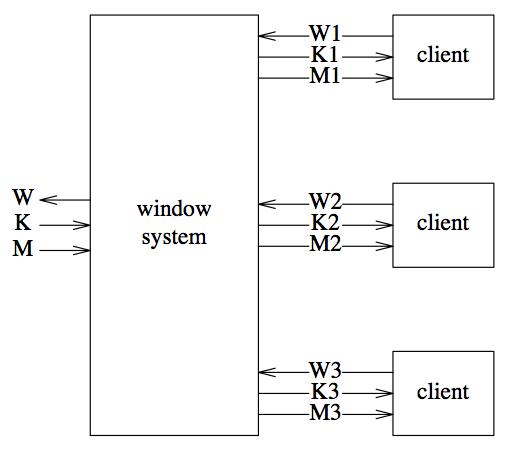 W1
K1
M1
client
W
K
M
window
system
W2
K2
M2
client
W3
K3
M3
client